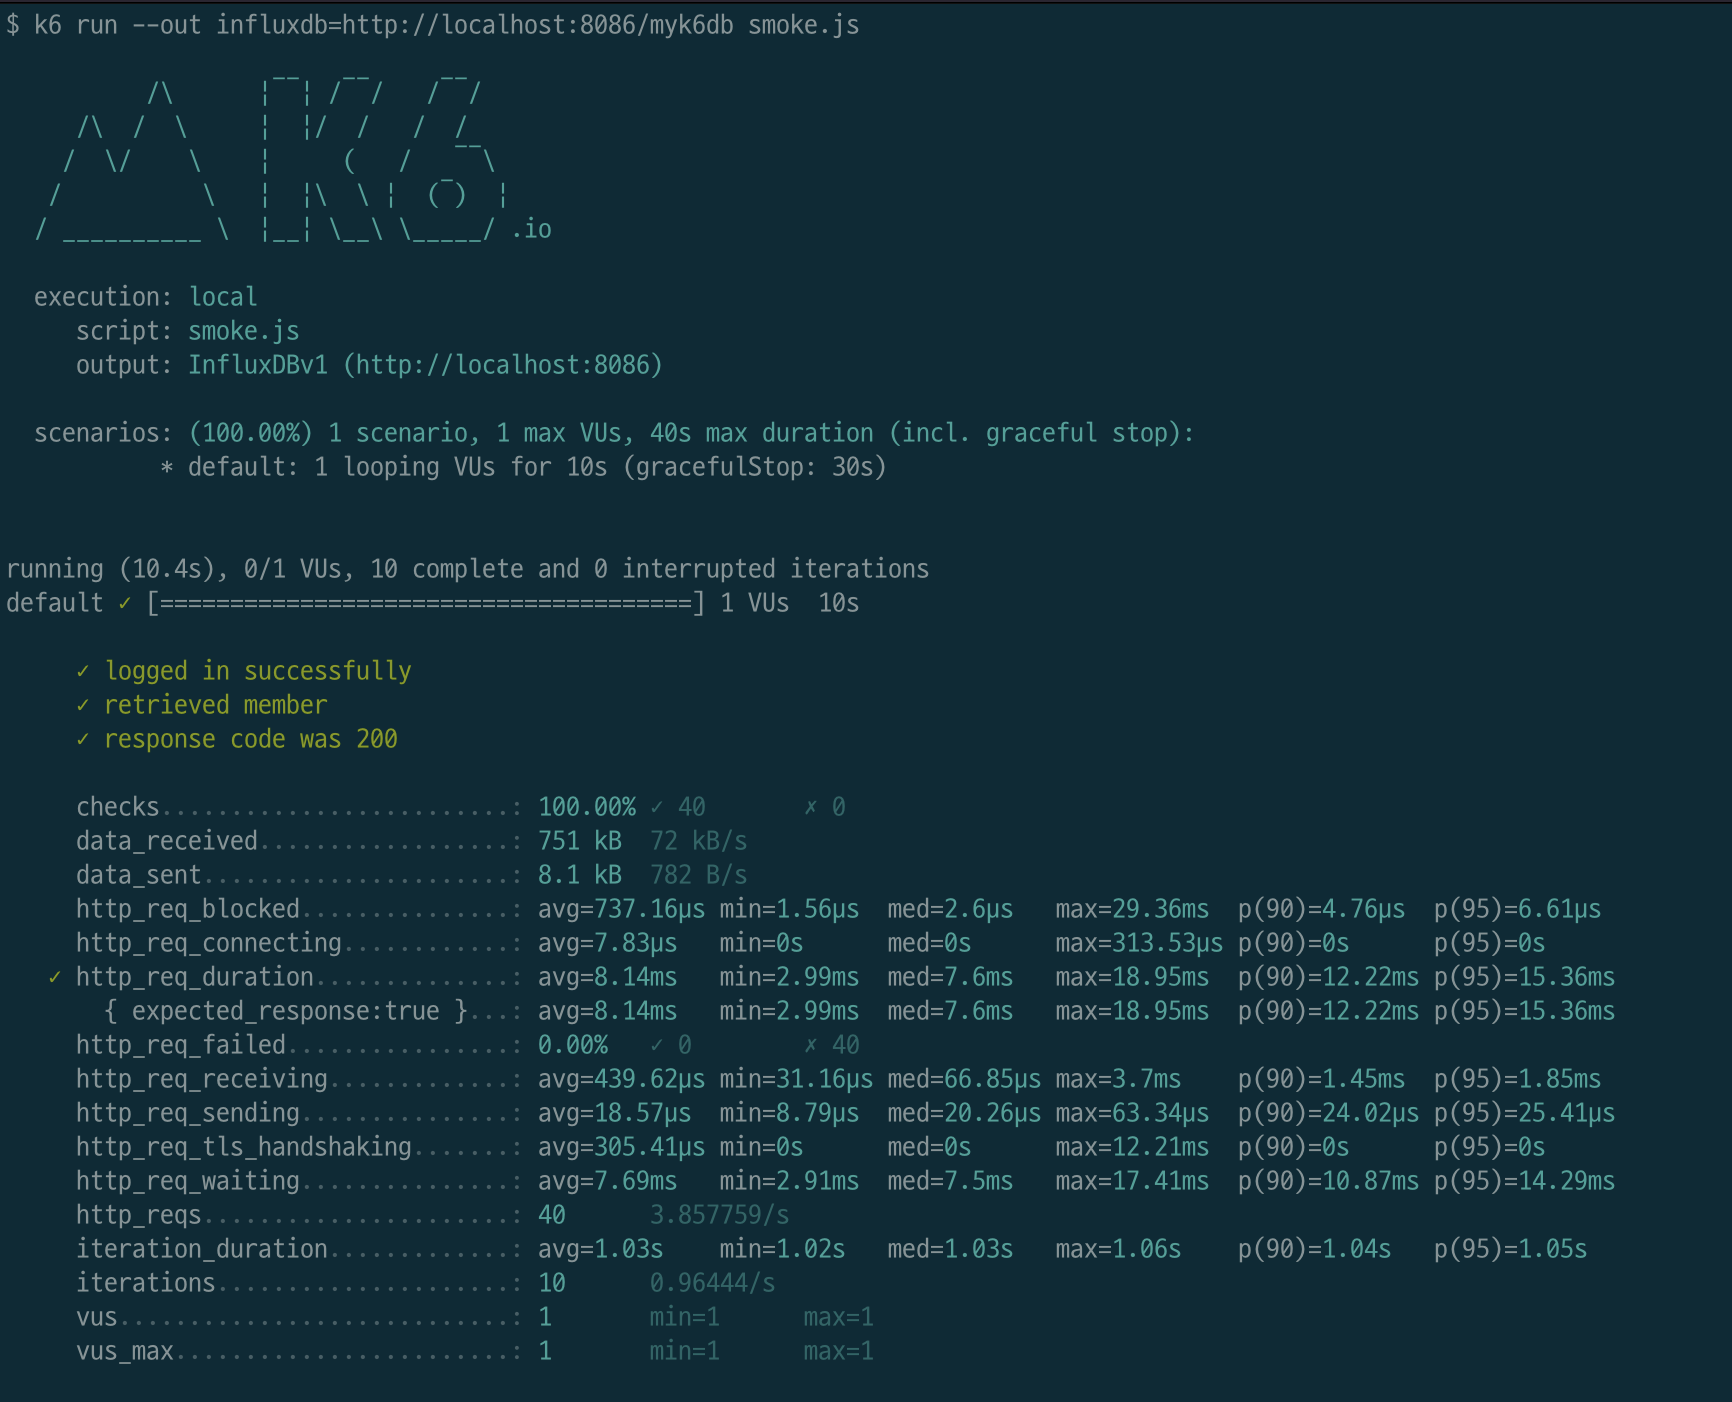 $ k6 run --out influxdb=http://localhost:8086/myk6db smoke.js
          /\      |‾‾| /‾‾/   /‾‾/
     /\  /  \     |  |/  /   /  /
    /  \/    \    |     (   /   ‾‾\
   /          \   |  |\  \ |  (‾)  |
  / __________ \  |__| \__\ \_____/ .io
execution: local
script: smoke.js
output: InfluxDBv1 (http://localhost:8086)
scenarios: (100.00%) 1 scenario, 1 max VUs, 40s max duration (incl. graceful stop):
* default: 1 looping VUs for 10s (gracefulStop: 30s)
running (10.4s), 0/1 VUs, 10 complete and 0 interrupted iterations
default ✓ [======================================] 1 VUs  10s
✓ logged in successfully
✓ retrieved member
✓ response code was 200
checks.........................: 100.00% ✓ 40       ✗ 0
data_received..................: 751 kB  72 kB/s
data_sent......................: 8.1 kB  782 B/s
http_req_blocked...............: avg=737.16µs min=1.56µs  med=2.6µs   max=29.36ms  p(90)=4.76µs  p(95)=6.61µs
http_req_connecting............: avg=7.83µs   min=0s      med=0s      max=313.53µs p(90)=0s      p(95)=0s
✓ http_req_duration..............: avg=8.14ms   min=2.99ms  med=7.6ms   max=18.95ms  p(90)=12.22ms p(95)=15.36ms
{ expected_response:true }...: avg=8.14ms   min=2.99ms  med=7.6ms   max=18.95ms  p(90)=12.22ms p(95)=15.36ms
http_req_failed................: 0.00%   ✓ 0        ✗ 40
http_req_receiving.............: avg=439.62µs min=31.16µs med=66.85µs max=3.7ms    p(90)=1.45ms  p(95)=1.85ms
http_req_sending...............: avg=18.57µs  min=8.79µs  med=20.26µs max=63.34µs  p(90)=24.02µs p(95)=25.41µs
http_req_tls_handshaking.......: avg=305.41µs min=0s      med=0s      max=12.21ms  p(90)=0s      p(95)=0s
http_req_waiting...............: avg=7.69ms   min=2.91ms  med=7.5ms   max=17.41ms  p(90)=10.87ms p(95)=14.29ms
http_reqs......................: 40      3.857759/s
iteration_duration.............: avg=1.03s    min=1.02s   med=1.03s   max=1.06s    p(90)=1.04s   p(95)=1.05s
iterations.....................: 10      0.96444/s
vus............................: 1       min=1      max=1
vus_max........................: 1       min=1      max=1